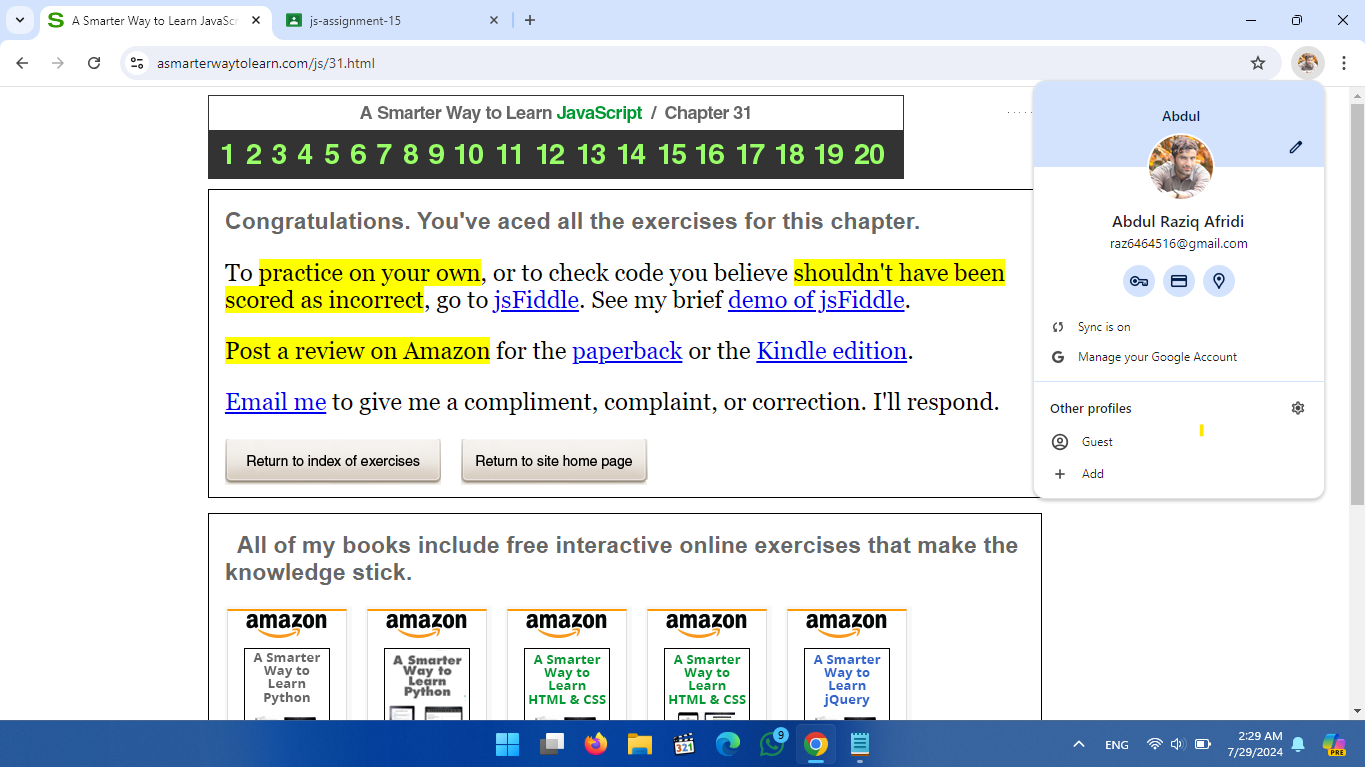 A Smarter Way to Learn JavaSc
js-assignment-15
asmarterwaytolearn.com/js/31.html
A Smarter Way to Learn JavaScript / Chapter 31
1 2 3 4 5 6 7 8 9 10 11 12 13 14 15 16 17 18 19 20
Congratulations. You've aced all the exercises for this chapter.
To practice on your own, or to check code you believe shouldn't have been
scored as incorrect, go to jsFiddle. See my brief demo of jsFiddle.
Post a review on Amazon for the paperback or the Kindle edition.
Email me to give me a compliment, complaint, or correction. I'll respond.
Return to index of exercises
Return to site home page
Abdul
Abdul Raziq Afridi
raz6464516@gmail.com
Sync is on
Manage your Google Account
Other profiles
Guest
Add
All of my books include free interactive online exercises that make the
knowledge stick.
amazon
A Smarter
Way to
Learn
Python
amazon
A Smarter
Way to
Learn
Python
amazon
A Smarter
Way to
Learn
HTML & CSS
amazon
A Smarter
Way to
Learn
HTML & CSS
amazon
A Smarter
Way to
Learn
jQuery
321
9
ENG
2:29 AM
7/29/2024
PRE